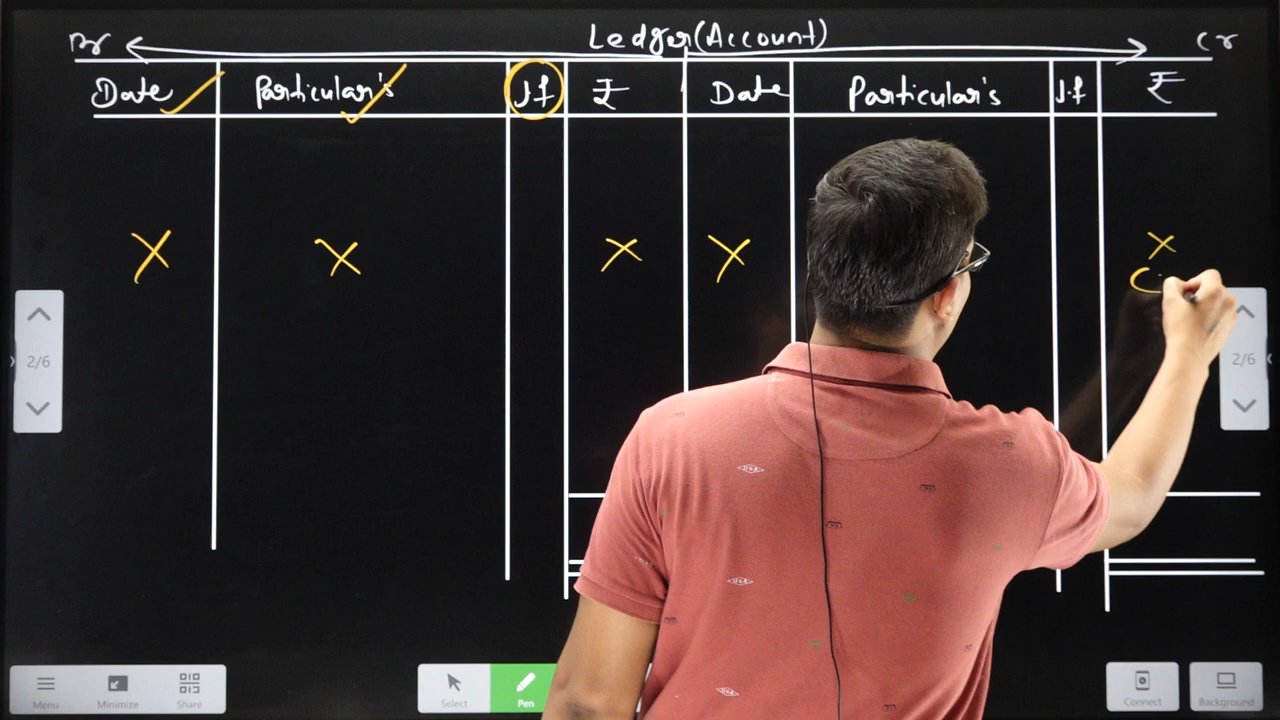 Dr Ledger(Account) Cr
Date Particular's J.f ₹ Date Particular's J.f ₹
X X X X X
2/6 2/6
Menu Minimize Share Select Pen Connect Background